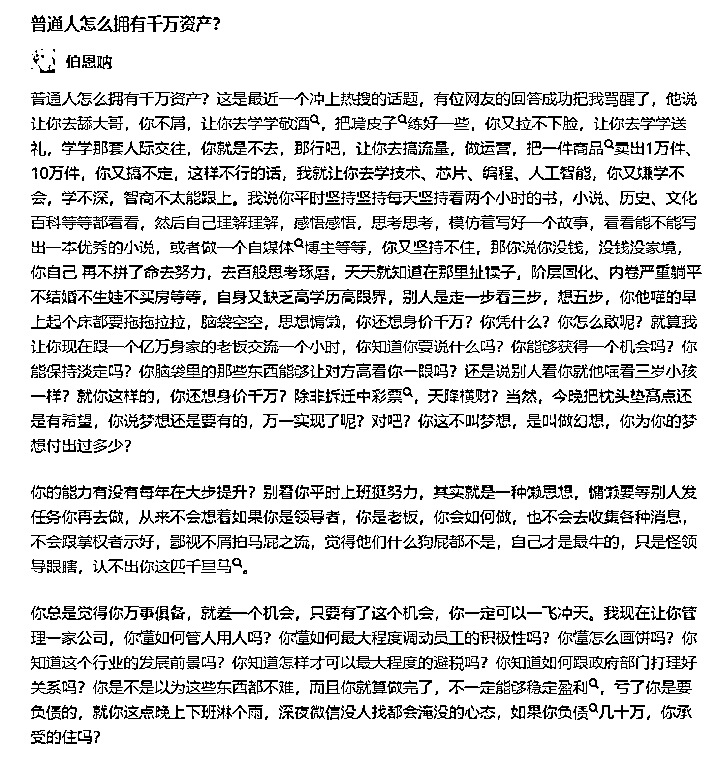 普通人怎么拥有千万资产？
伯恩呐
普通人怎么拥有千万资产？这是最近一个冲上热搜的话题，有位网友的回答成功把我骂醒了，他说
让你去舔大哥，你不屑，让你去学学敬酒，把嘴皮子练好一些，你又拉不下脸，让你去学学送
礼，学学那套人际交往，你就是不去，那行吧，让你去搞流量，做运营，把一件商品卖出1万件、
10万件，你又搞不定，这样不行的话，我就让你去学技术、芯片、编程、人工智能，你又嫌学不
会，学不深，智商不太能跟上。我说你平时坚持坚持每天坚持看两个小时的书，小说、历史、文化
百科等等都看看，然后自己理解理解，感悟感悟，思考思考，模仿着写好一个故事，看看能不能写
出一本优秀的小说，或者做一个自媒体博主等等，你又坚持不住，那你说你没钱，没钱没家境，
你自己 再不拼了命去努力，去百般思考琢磨，天天就知道在那里扯犊子，阶层固化、内卷严重躺平
不结婚不生娃不买房等等，自身又缺乏高学历高眼界，别人是走一步看三步，想五步，你他喵的早
上起个床都要拖拖拉拉，脑袋空空，思想懒惰，你还想身价千万？你凭什么？你怎么敢呢？就算我
让你现在跟一个亿万身家的老板交流一个小时，你知道你要说什么吗？你能够获得一个机会吗？你
能保持淡定吗？你脑袋里的那些东西能够让对方高看你一眼吗？还是说别人看你就他喵看三岁小孩
一样？就你这样的，你还想身价千万？除非拆迁中彩票，天降横财？当然，今晚把枕头垫高点还
是有希望，你说梦想还是要有的，万一实现了呢？对吧？你这不叫梦想，是叫做幻想，你为你的梦
想付出过多少？
你的能力有没有每年在大步提升？别看你平时上班挺努力，其实就是一种懒思想，慵懒要等别人发
任务你再去做，从来不会想着如果你是领导者，你是老板，你会如何做，也不会去收集各种消息，
不会跟掌权者示好，鄙视不屑拍马屁之流，觉得他们什么狗屁都不是，自己才是最牛的，只是怪领
导眼瞎，认不出你这匹千里马。
你总是觉得你万事俱备，就差一个机会，只要有了这个机会，你一定可以一飞冲天。我现在让你管
理一家公司，你懂如何管人用人吗？你懂如何最大程度调动员工的积极性吗？你懂怎么画饼吗？你
知道这个行业的发展前景吗？你知道怎样才可以最大程度的避税吗？你知道如何跟政府部门打理好
关系吗？你是不是以为这些东西都不难，而且你就算做完了，不一定能够稳定盈利，亏了你是要
负债的，就你这点晚上下班淋个雨，深夜微信没人找都会淹没的心态，如果你负债几十万，你承
受的住吗？